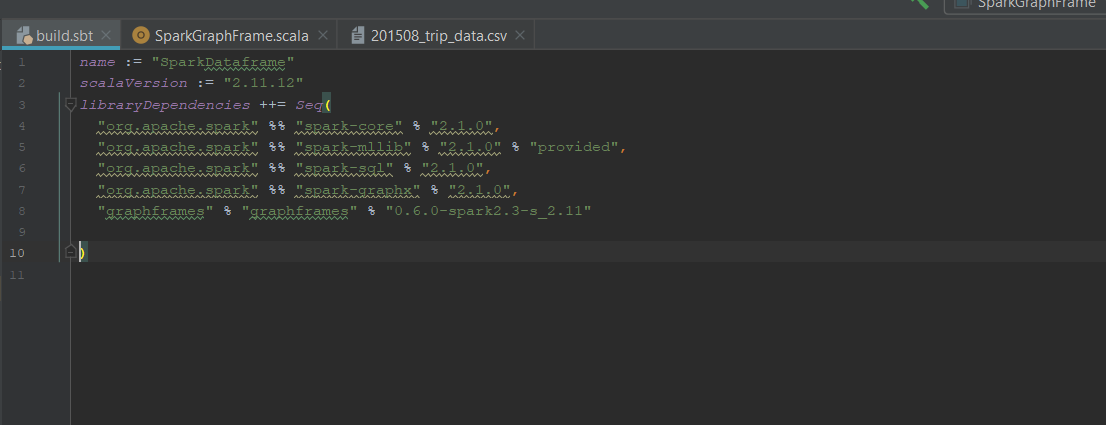 SparkGraphFrame
build.sbt SparkGraphFrame.scala 201508_trip_data.csv
1 name := "SparkDataframe"
2 scalaVersion := "2.11.12"
3 libraryDependencies ++= Seq(
4 "org.apache.spark" %% "spark-core" % "2.1.0",
5 "org.apache.spark" %% "spark-mllib" % "2.1.0" % "provided",
6 "org.apache.spark" %% "spark-sql" % "2.1.0",
7 "org.apache.spark" %% "spark-graphx" % "2.1.0",
8 "graphframes" % "graphframes" % "0.6.0-spark2.3-s_2.11"
9
10 )
11